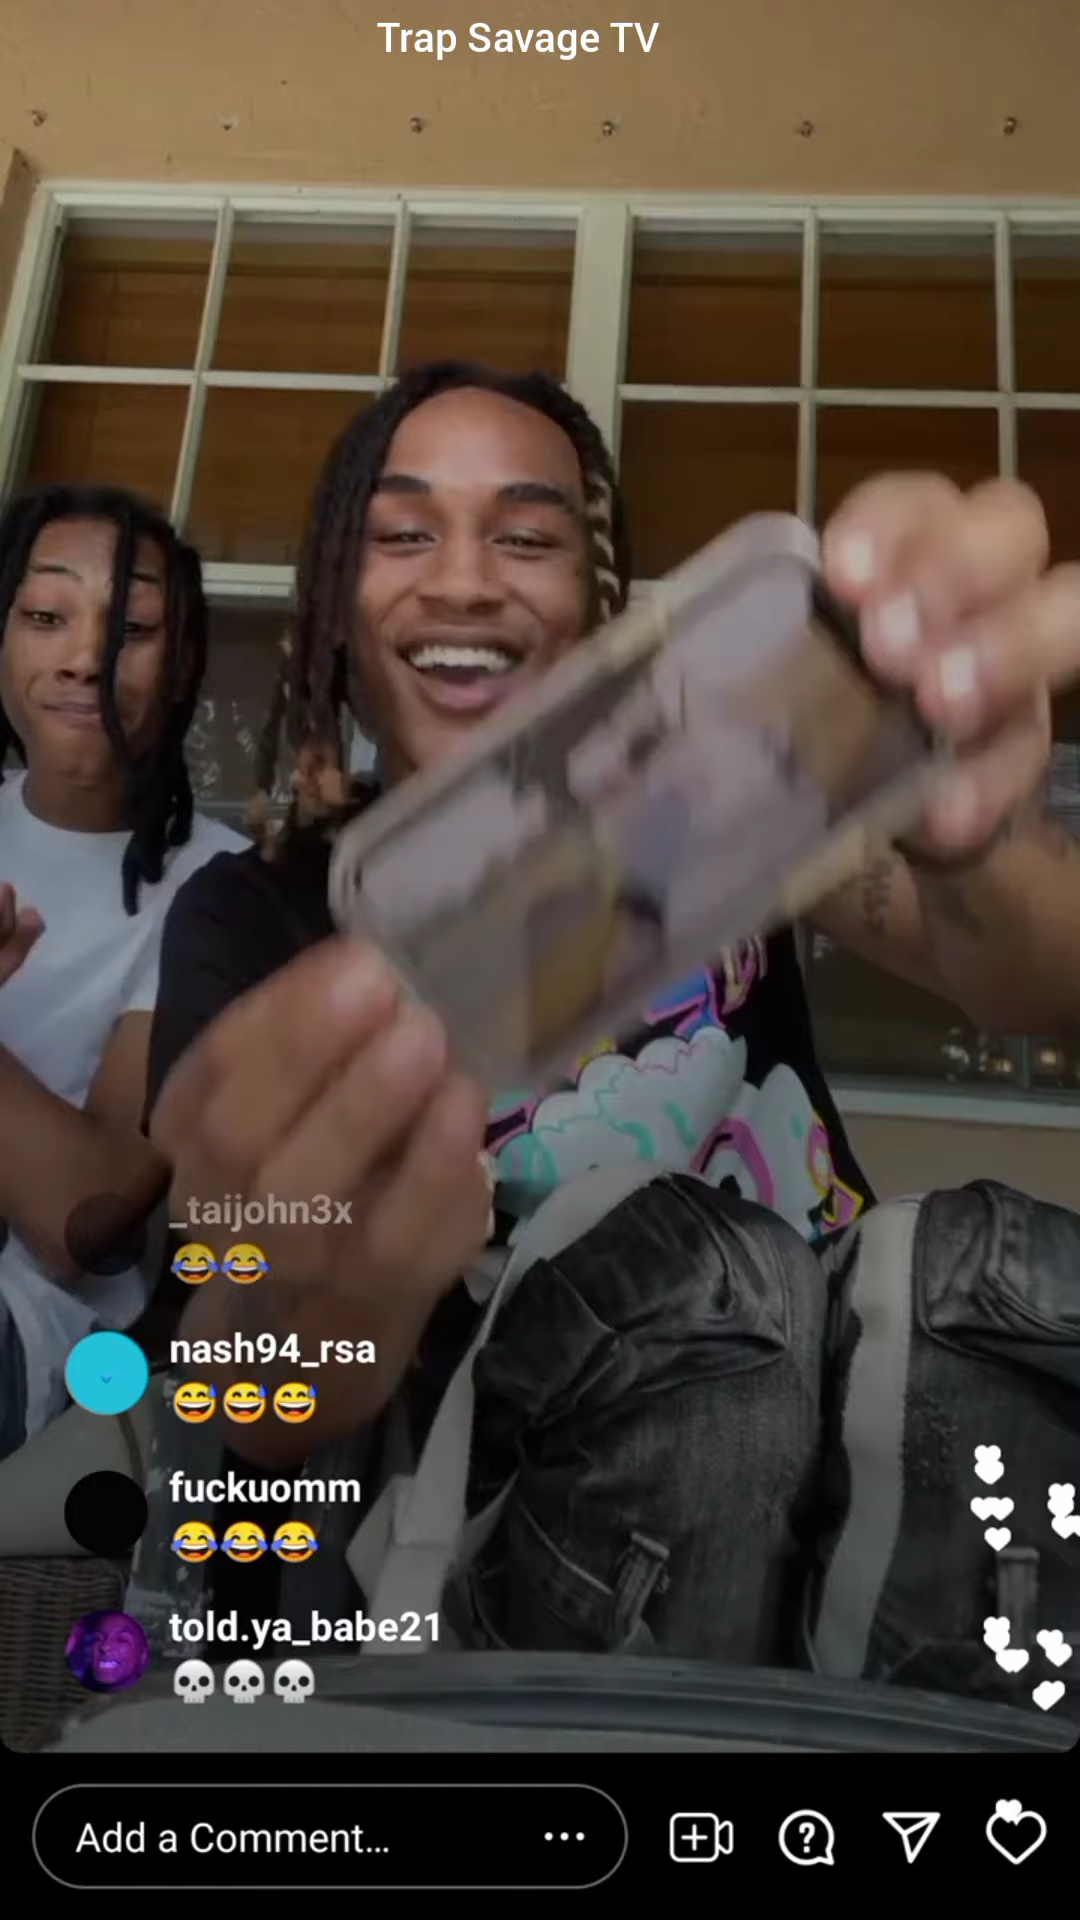 Trap Savage TV
_taijohn3x
😂😂
nash94_rsa
😅😅😅
fuckuomm
😂😂😂
told.ya_babe21
💀💀💀
Add a Comment...